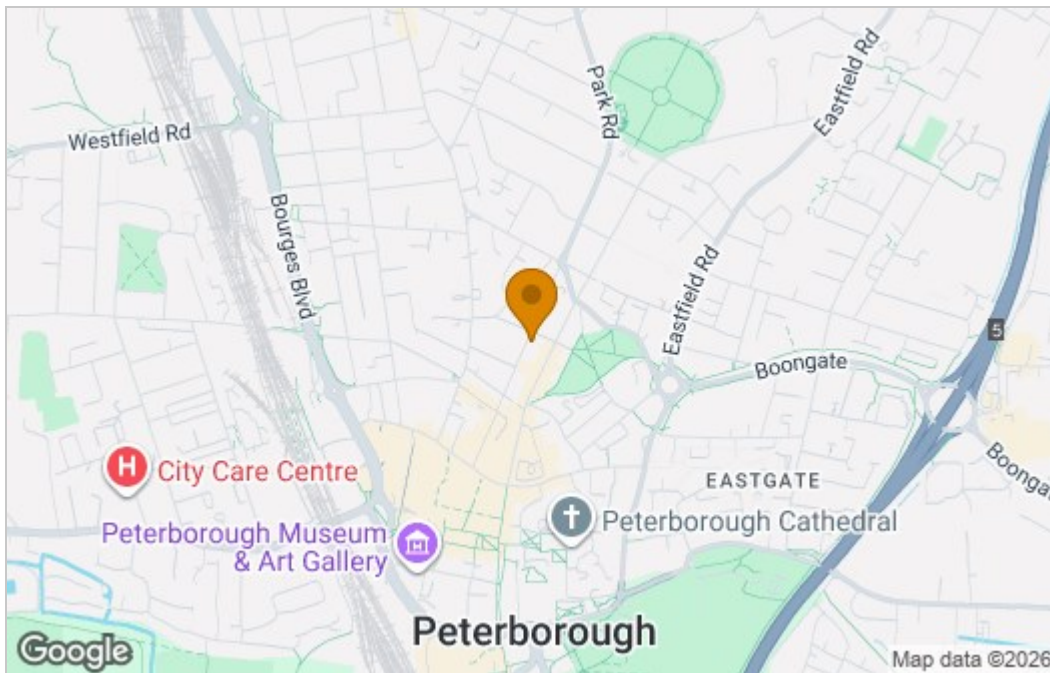 Park Rd
Eastfield Rd
Westfield Rd
Bourges Blvd
Eastfield Rd
5
Boongate
Boongat
H City Care Centre
EASTGATE
Peterborough Museum
& Art Gallery
Peterborough Cathedral
Peterborough
Google
Map data ©2026